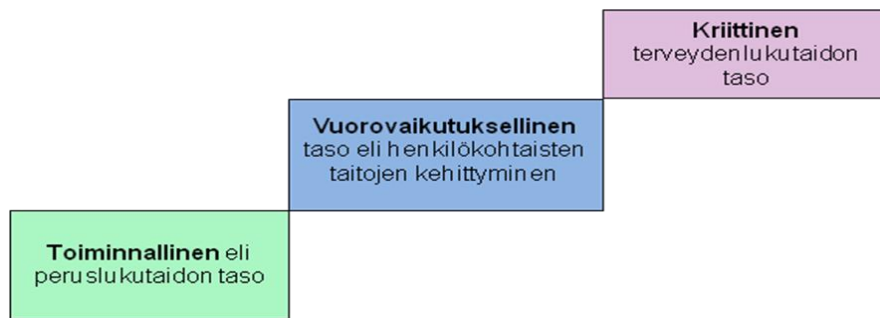 Kriittinen
terveydenlukutaidon
taso
Vuorovaikutuksellinen
taso eli henkilökohtaisten
taitojen kehittyminen
Toiminnallinen eli
peruslukutaidon taso